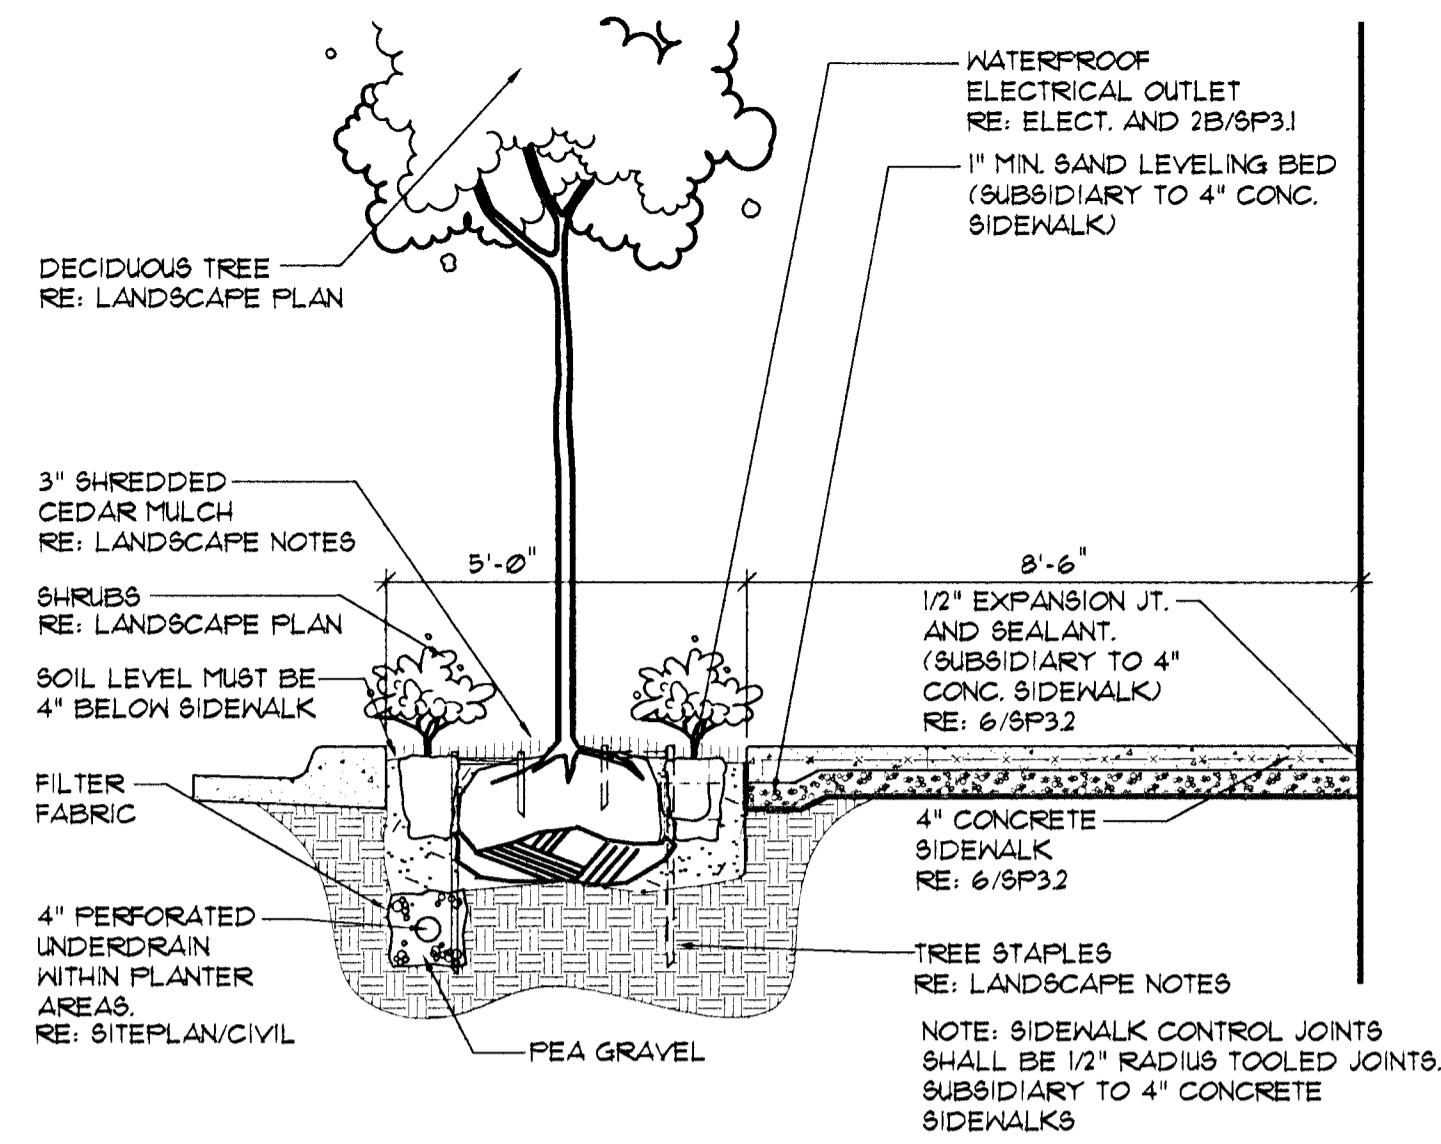 WATERPROOF
ELECTRICAL OUTLET
RE: ELECT. AND 2B/SP3.1
1" MIN. SAND LEVELING BED
(SUBSIDIARY TO 4" CONC.
SIDEWALK)
DECIDUOUS TREE
RE: LANDSCAPE PLAN
3" SHREDDED
CEDAR MULCH
RE: LANDSCAPE NOTES
SHRUBS
RE: LANDSCAPE PLAN
SOIL LEVEL MUST BE
4" BELOW SIDEWALK
FILTER
FABRIC
4" PERFORATED
UNDERDRAIN
WITHIN PLANTER
AREAS.
RE: SITEPLAN/CIVIL
PEA GRAVEL
5'-0"
8'-6"
1/2" EXPANSION JT.
AND SEALANT.
(SUBSIDIARY TO 4"
CONC. SIDEWALK)
RE: 6/SP3.2
4" CONCRETE
SIDEWALK
RE: 6/SP3.2
TREE STAPLES
RE: LANDSCAPE NOTES
NOTE: SIDEWALK CONTROL JOINTS
SHALL BE 1/2" RADIUS TOOLED JOINTS.
SUBSIDIARY TO 4" CONCRETE
SIDEWALKS